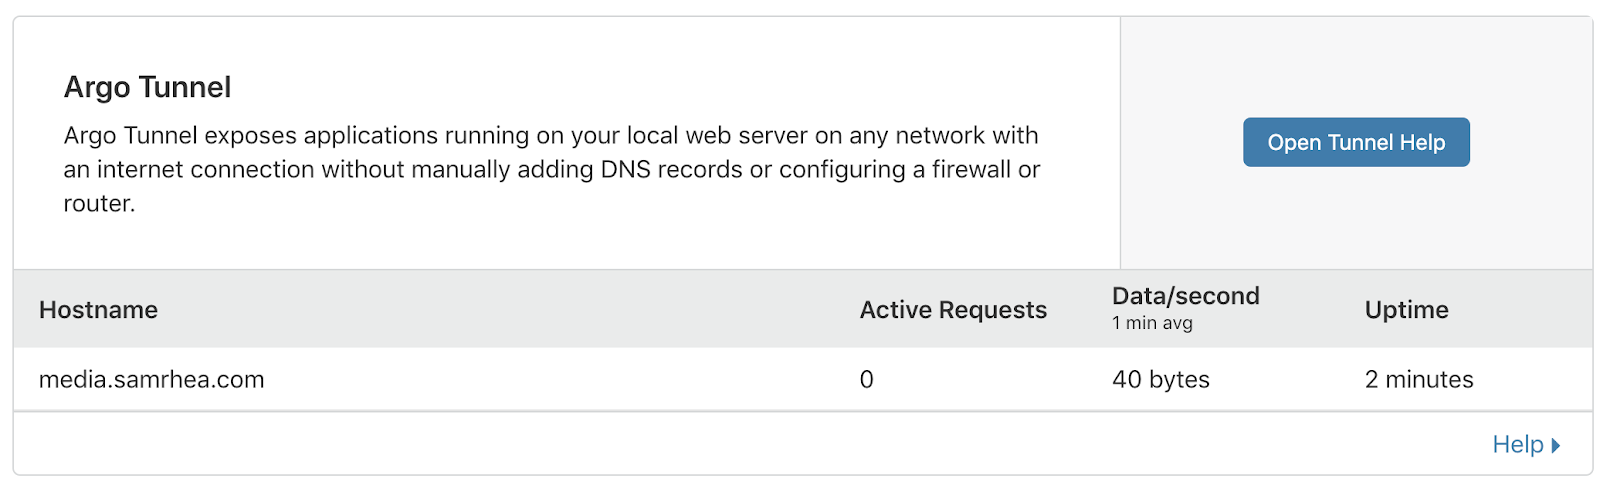 Argo Tunnel
Argo Tunnel exposes applications running on your local web server on any network with
an internet connection without manually adding DNS records or configuring a firewall or
router.
Open Tunnel Help
Hostname
Active Requests
Data/second
1 min avg
Uptime
media.samrhea.com
0
40 bytes
2 minutes
Help